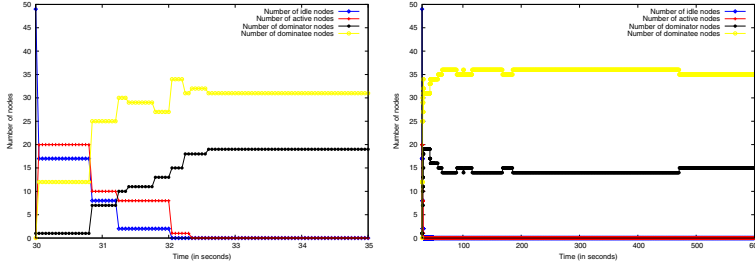 Number of nodes
50
45
40
35
30
25
20
15
10
5
0
Number of idle nodes
Number of active nodes
Number of dominator nodes
Number of dominatee nodes
30
31
32
33
34
35
Time (in seconds)
Number of nodes
50
45
40
35
30
25
20
15
10
5
0
Number of idle nodes
Number of active nodes
Number of dominator nodes
Number of dominatee nodes
100
200
300
400
500
600
Time (in seconds)